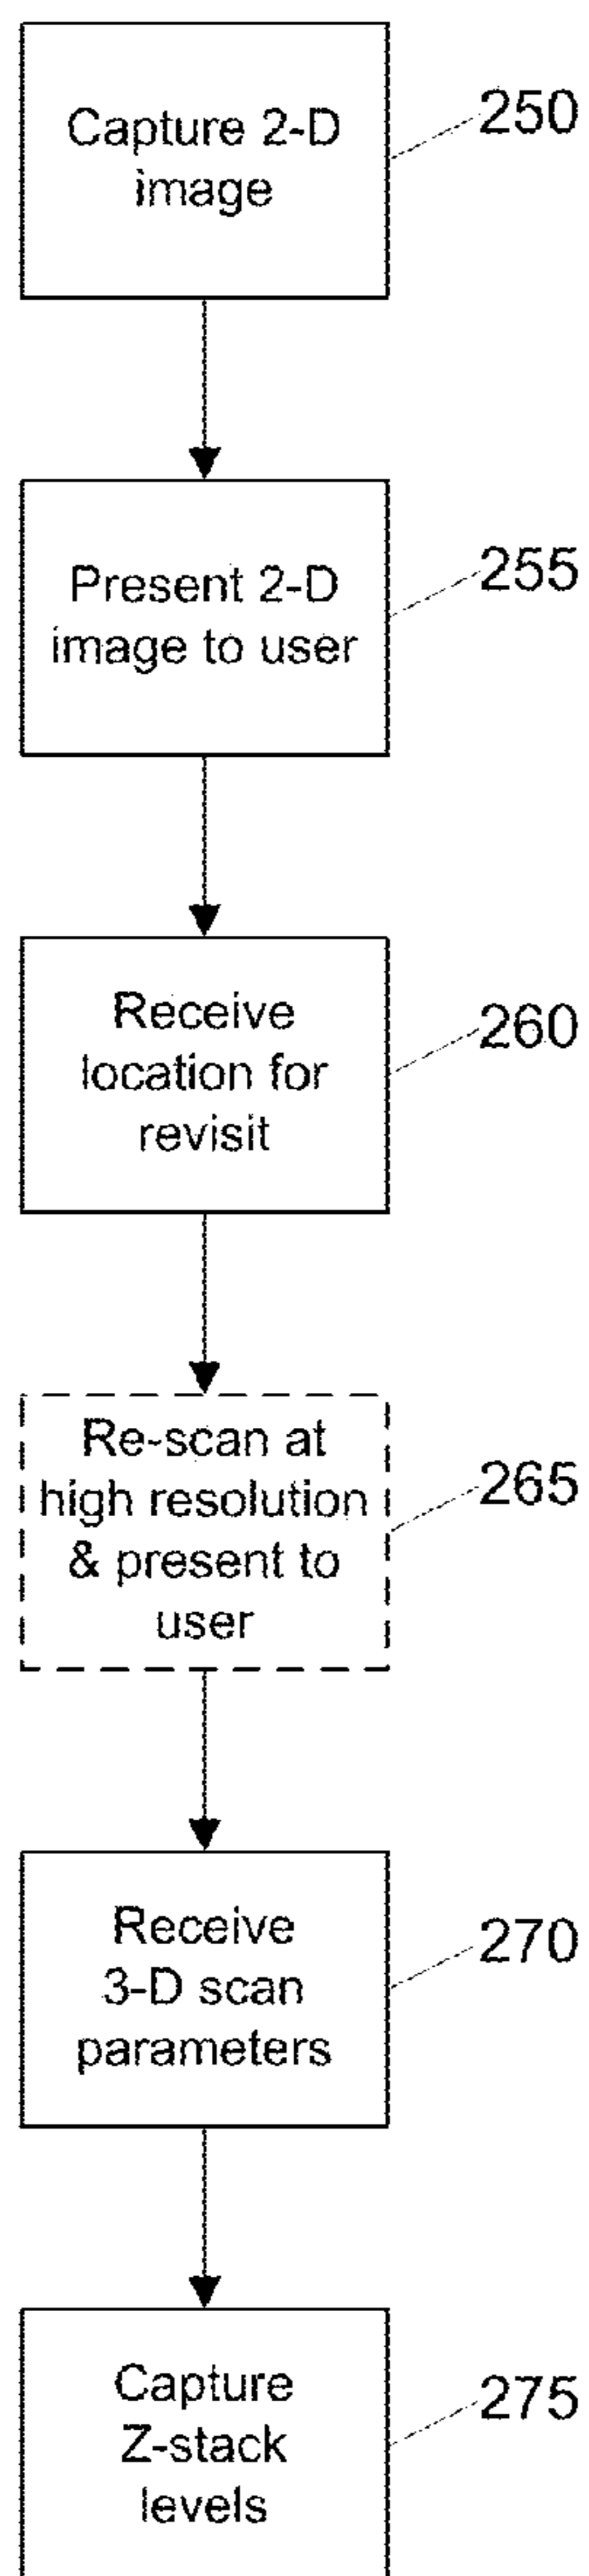 Capture 2-D
image
250
Present 2-D
image to user
255
Receive
location for
revisit
260
Re-scan at
high resolution
& present to
user
265
Receive
3-D scan
parameters
270
Capture
Z-stack
levels
275